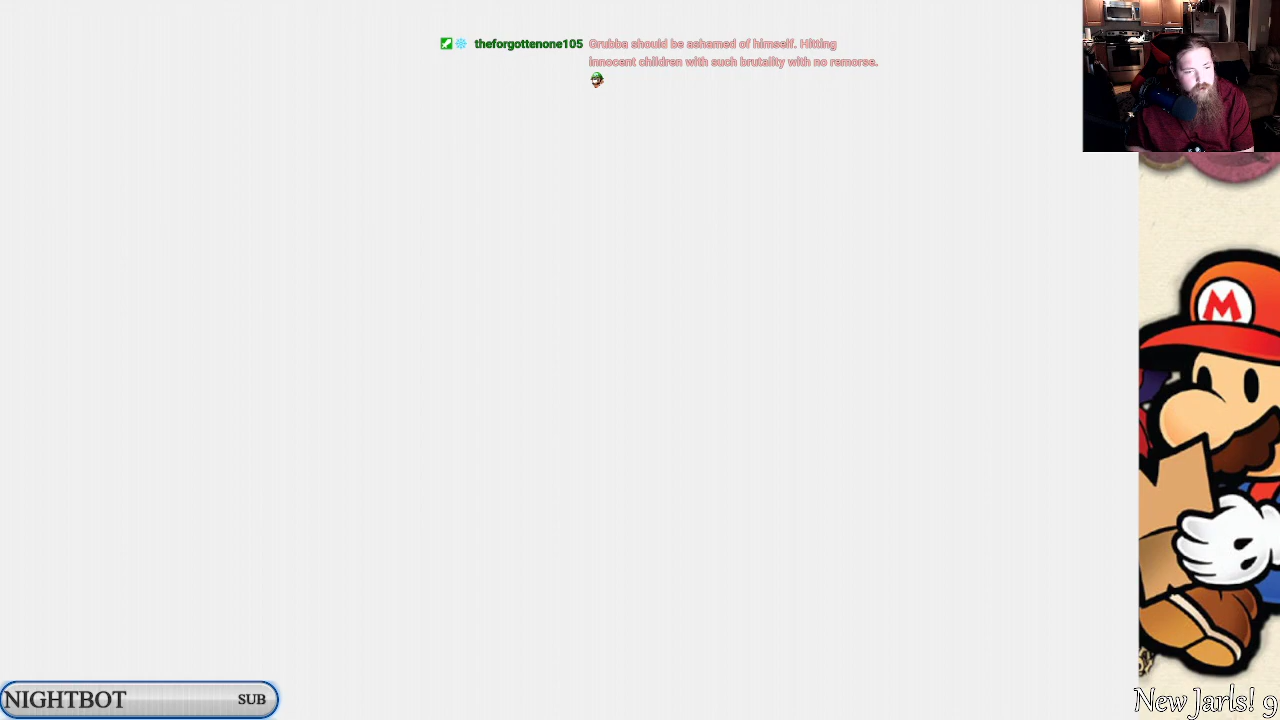 theforgottenone105 Grubba should be ashamed of himself. Hitting
innocent children with such brutality with no remorse.
M
NIGHTBOT SUB
New Jarls! g